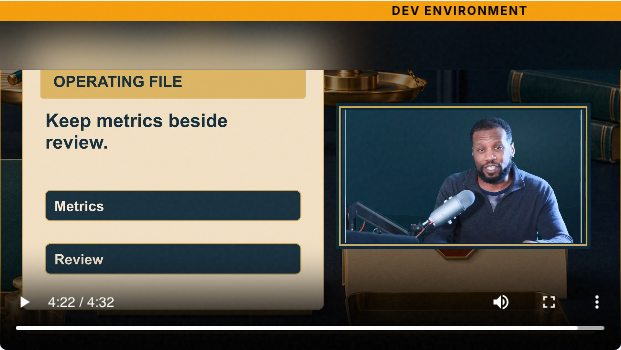 DEV ENVIRONMENT
OPERATING FILE
Keep metrics beside
review.
Metrics
Review
4:22 / 4:32